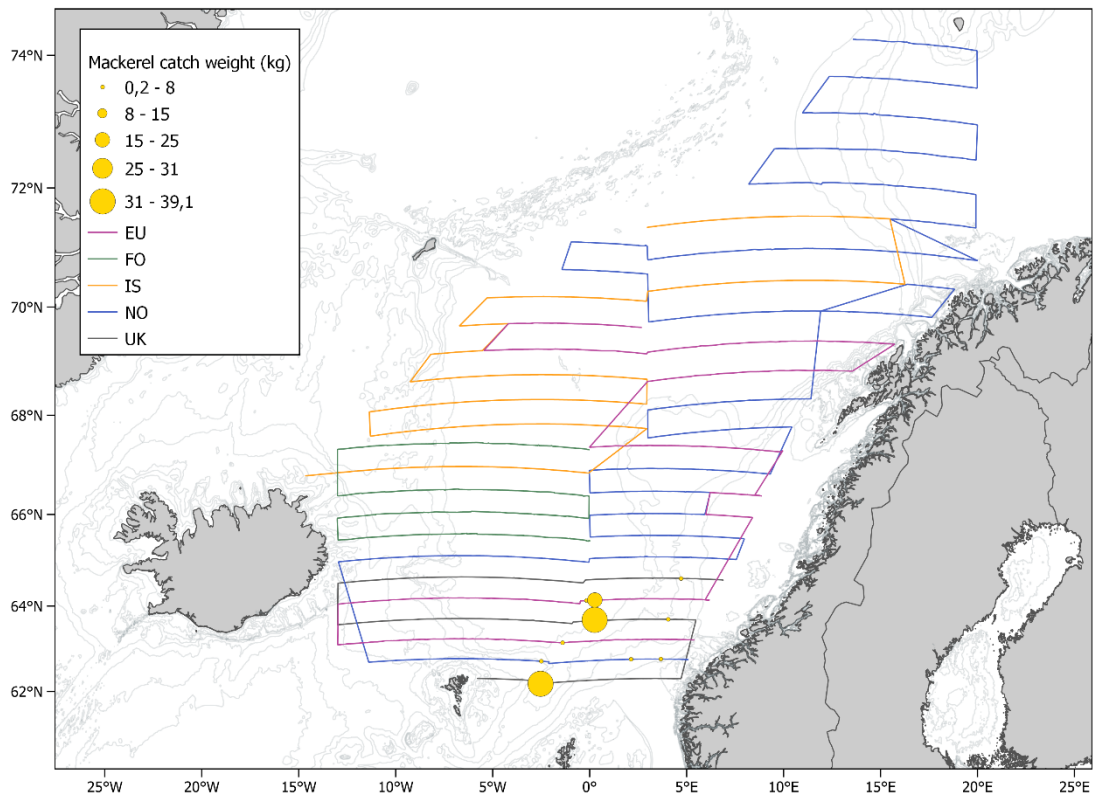 74°N
72°N
70°N
68°N
66°N
64°N
62°N
Mackerel catch weight (kg)
0,2 - 8
8 - 15
15 - 25
25 - 31
31 - 39,1
EU
FO
IS
NO
UK
25°W
20°W
15°W
10°W
5°W
0°
5°E
10°E
15°E
20°E
25°E